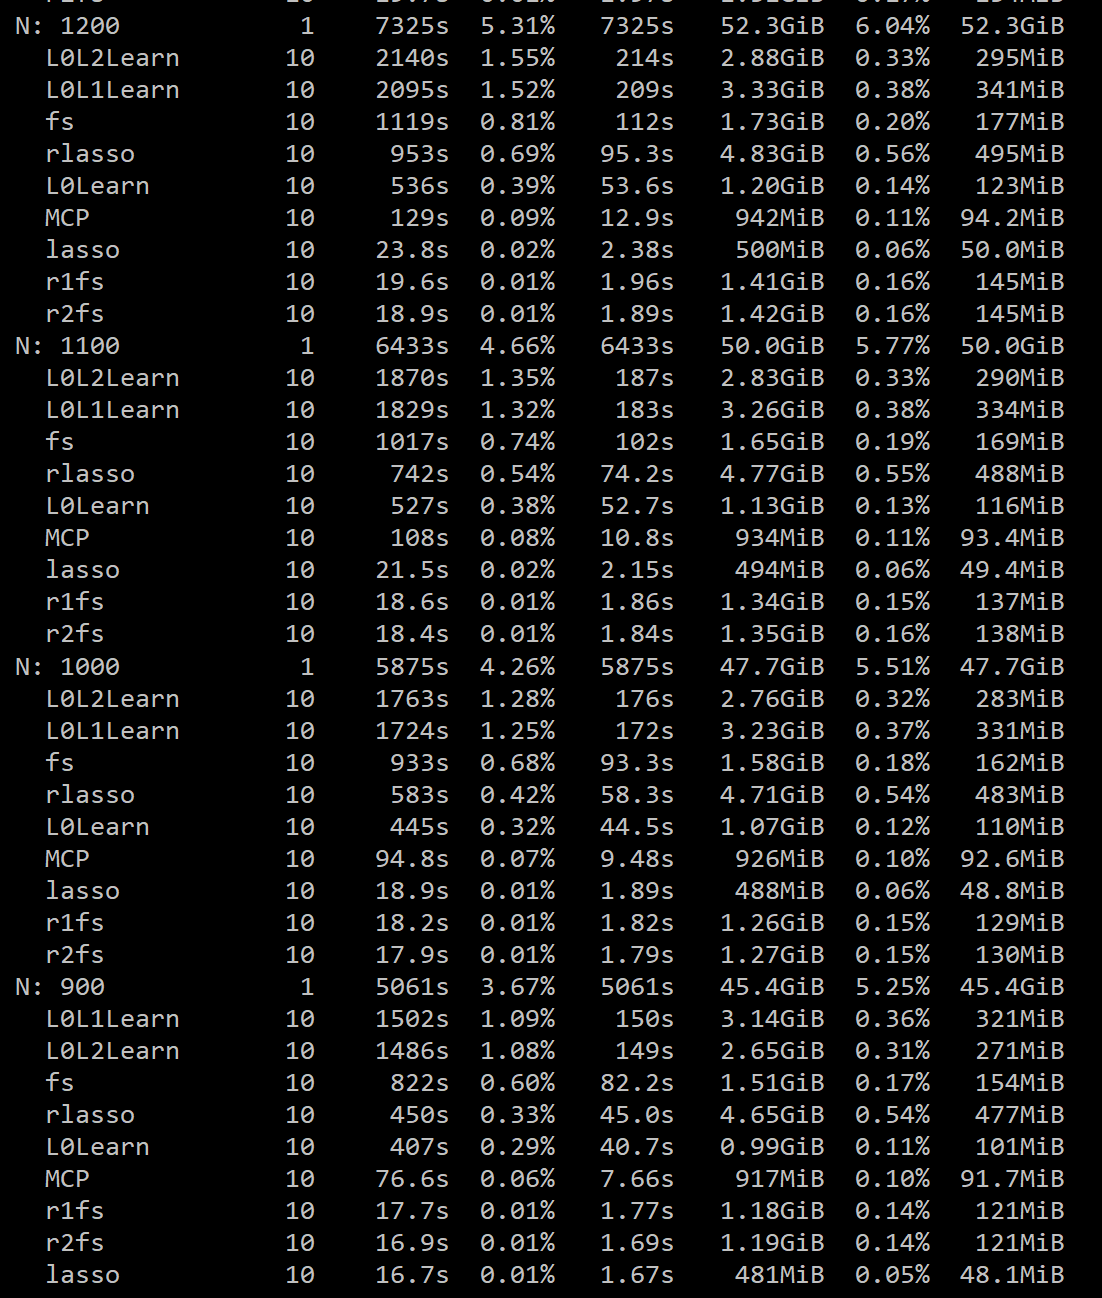 N: 1200 1 7325s 5.31% 7325s 52.3GiB 6.04% 52.3GiB
L0L2Learn 10 2140s 1.55% 214s 2.88GiB 0.33% 295MiB
L0L1Learn 10 2095s 1.52% 209s 3.33GiB 0.38% 341MiB
fs 10 1119s 0.81% 112s 1.73GiB 0.20% 177MiB
rlasso 10 953s 0.69% 95.3s 4.83GiB 0.56% 495MiB
L0Learn 10 536s 0.39% 53.6s 1.20GiB 0.14% 123MiB
MCP 10 129s 0.09% 12.9s 942MiB 0.11% 94.2MiB
lasso 10 23.8s 0.02% 2.38s 500MiB 0.06% 50.0MiB
r1fs 10 19.6s 0.01% 1.96s 1.41GiB 0.16% 145MiB
r2fs 10 18.9s 0.01% 1.89s 1.42GiB 0.16% 145MiB
N: 1100 1 6433s 4.66% 6433s 50.0GiB 5.77% 50.0GiB
L0L2Learn 10 1870s 1.35% 187s 2.83GiB 0.33% 290MiB
L0L1Learn 10 1829s 1.32% 183s 3.26GiB 0.38% 334MiB
fs 10 1017s 0.74% 102s 1.65GiB 0.19% 169MiB
rlasso 10 742s 0.54% 74.2s 4.77GiB 0.55% 488MiB
L0Learn 10 527s 0.38% 52.7s 1.13GiB 0.13% 116MiB
MCP 10 108s 0.08% 10.8s 934MiB 0.11% 93.4MiB
lasso 10 21.5s 0.02% 2.15s 494MiB 0.06% 49.4MiB
r1fs 10 18.6s 0.01% 1.86s 1.34GiB 0.15% 137MiB
r2fs 10 18.4s 0.01% 1.84s 1.35GiB 0.16% 138MiB
N: 1000 1 5875s 4.26% 5875s 47.7GiB 5.51% 47.7GiB
L0L2Learn 10 1763s 1.28% 176s 2.76GiB 0.32% 283MiB
L0L1Learn 10 1724s 1.25% 172s 3.23GiB 0.37% 331MiB
fs 10 933s 0.68% 93.3s 1.58GiB 0.18% 162MiB
rlasso 10 583s 0.42% 58.3s 4.71GiB 0.54% 483MiB
L0Learn 10 445s 0.32% 44.5s 1.07GiB 0.12% 110MiB
MCP 10 94.8s 0.07% 9.48s 926MiB 0.10% 92.6MiB
lasso 10 18.9s 0.01% 1.89s 488MiB 0.06% 48.8MiB
r1fs 10 18.2s 0.01% 1.82s 1.26GiB 0.15% 129MiB
r2fs 10 17.9s 0.01% 1.79s 1.27GiB 0.15% 130MiB
N: 900 1 5061s 3.67% 5061s 45.4GiB 5.25% 45.4GiB
L0L1Learn 10 1502s 1.09% 150s 3.14GiB 0.36% 321MiB
L0L2Learn 10 1486s 1.08% 149s 2.65GiB 0.31% 271MiB
fs 10 822s 0.60% 82.2s 1.51GiB 0.17% 154MiB
rlasso 10 450s 0.33% 45.0s 4.65GiB 0.54% 477MiB
L0Learn 10 407s 0.29% 40.7s 0.99GiB 0.11% 101MiB
MCP 10 76.6s 0.06% 7.66s 917MiB 0.10% 91.7MiB
r1fs 10 17.7s 0.01% 1.77s 1.18GiB 0.14% 121MiB
r2fs 10 16.9s 0.01% 1.69s 1.19GiB 0.14% 121MiB
lasso 10 16.7s 0.01% 1.67s 481MiB 0.05% 48.1MiB